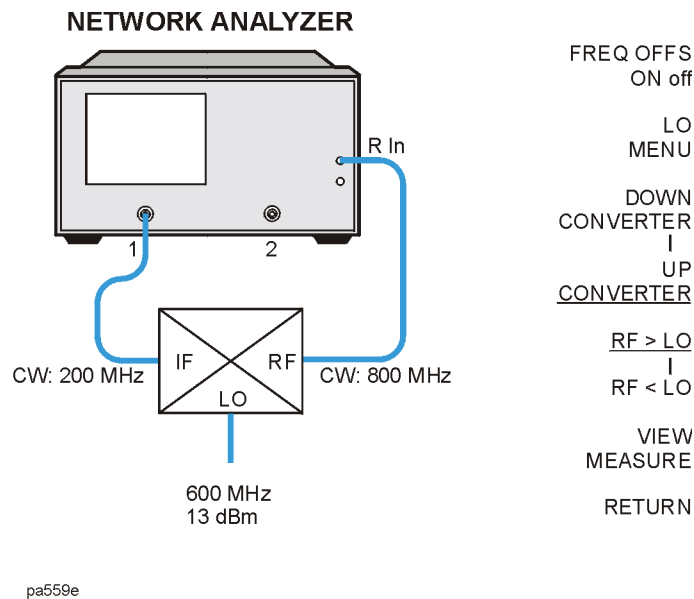 NETWORK ANALYZER
R In
1
2
IF
RF
LO
CW: 200 MHz
CW: 800 MHz
600 MHz
13 dBm
FREQ OFFS
ON off
LO
MENU
DOWN
CONVERTER
UP
CONVERTER
RF > LO
RF < LO
VIEW
MEASURE
RETURN
pa559e